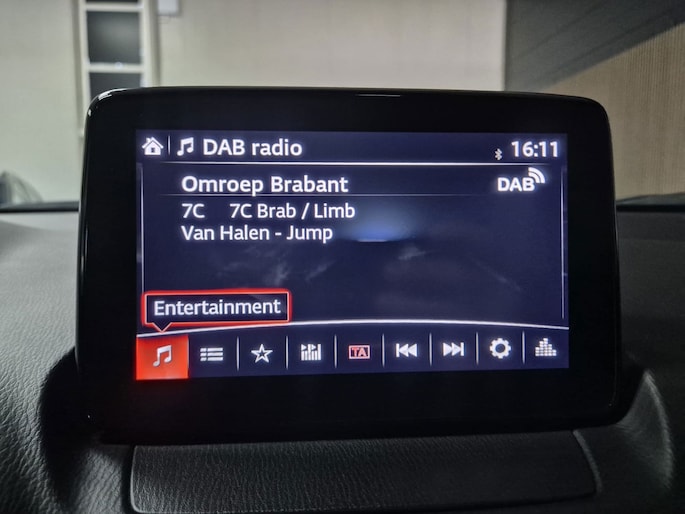 DAB radio 16:11
Omroep Brabant DAB
7C 7C Brab / Limb
Van Halen - Jump
Entertainment
TA